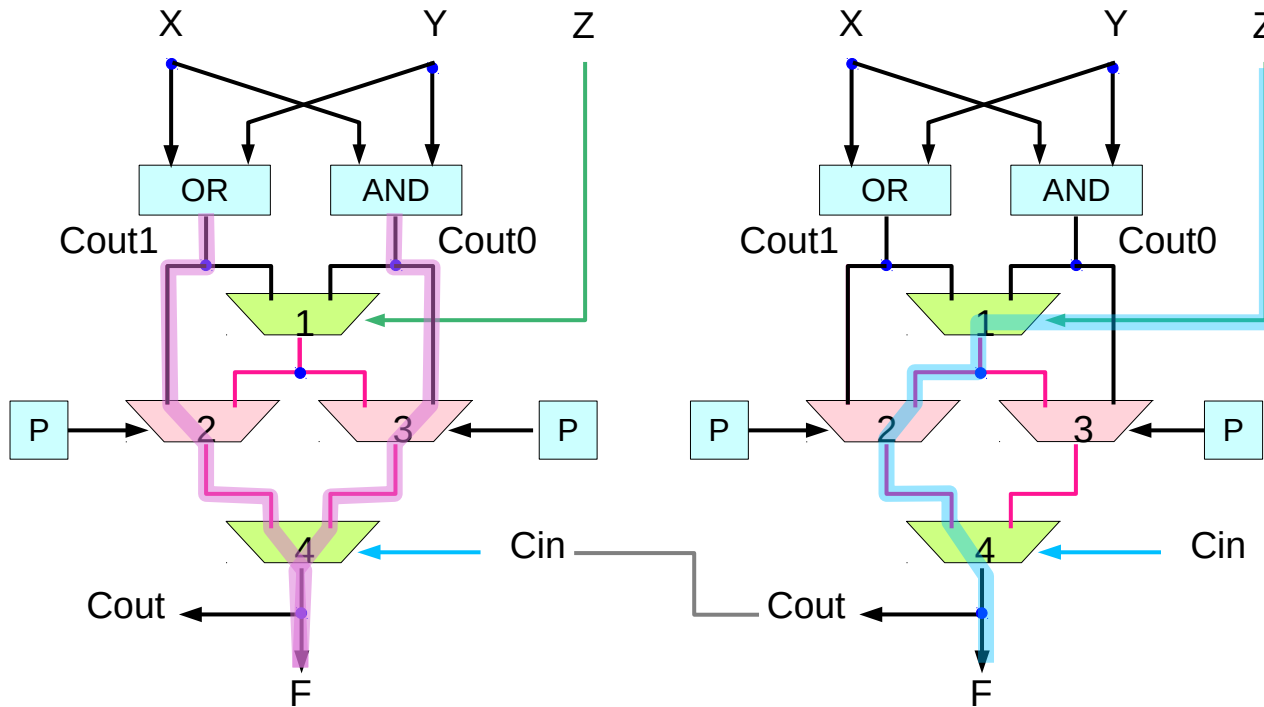 X Y Z X Y Z
OR AND OR AND
Cout1 Cout0 Cout1 Cout0
1 1
P 2 3 P P 2 3 P
4 Cin 4 Cin
Cout Cout
F F